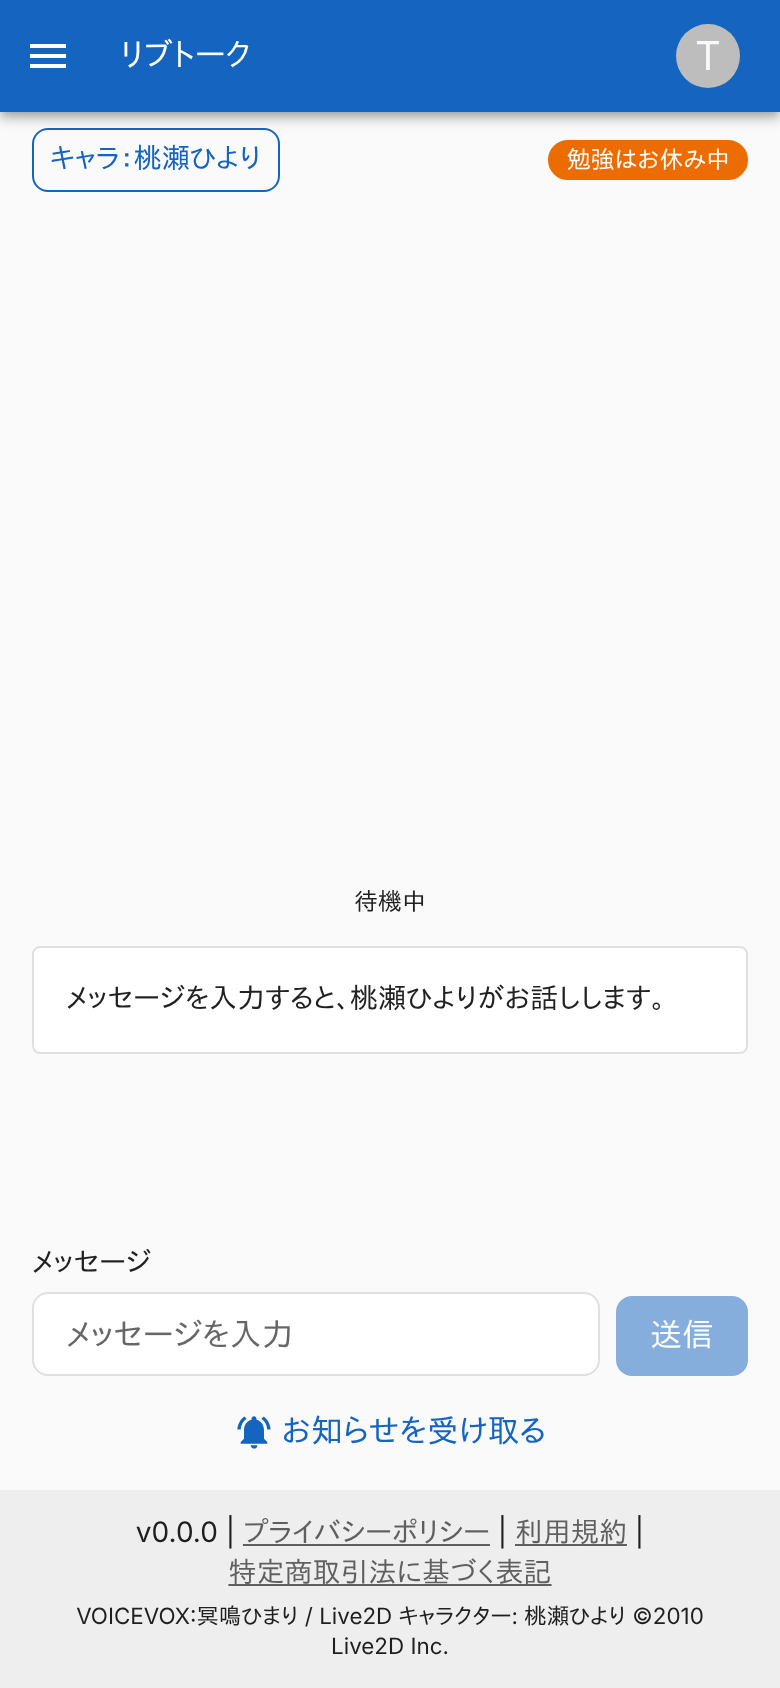 リブトーク
T
キャラ:桃瀬ひより
勉強はお休み中
待機中
メッセージを入力すると、桃瀬ひよりがお話しします。
メッセージ
メッセージを入力
送信
お知らせを受け取る
v0.0.0 | プライバシーポリシー | 利用規約 |
特定商取引法に基づく表記
VOICEVOX:冥鳴ひまり / Live2D キャラクター: 桃瀬ひより ©2010
Live2D Inc.